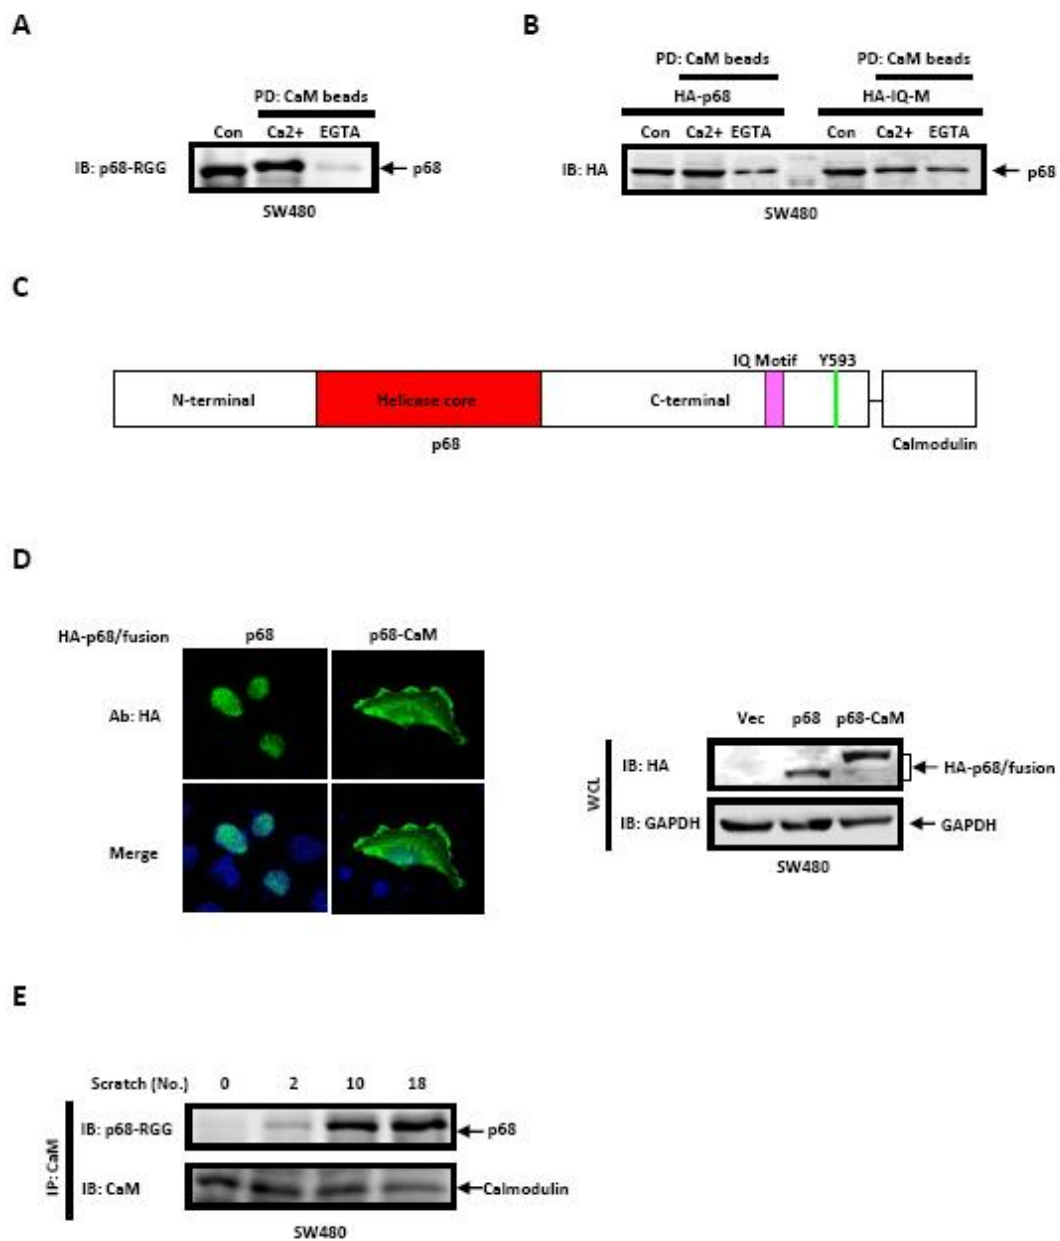 A
PD: CaM beads
Con Ca2+ EGTA
IB: p68-RGG
p68
SW480
B
PD: CaM beads PD: CaM beads
HA-p68 HA-IQ-M
Con Ca2+ EGTA Con Ca2+ EGTA
IB: HA
p68
SW480
C
IQ Motif Y593
N-terminal Helicase core C-terminal
p68 Calmodulin
D
HA-p68/fusion p68 p68-CaM
Ab: HA
Merge
Vec p68 p68-CaM
WCL
IB: HA HA-p68/fusion
IB: GAPDH GAPDH
SW480
E
Scratch (No.) 0 2 10 18
IP: CaM
IB: p68-RGG p68
IB: CaM Calmodulin
SW480